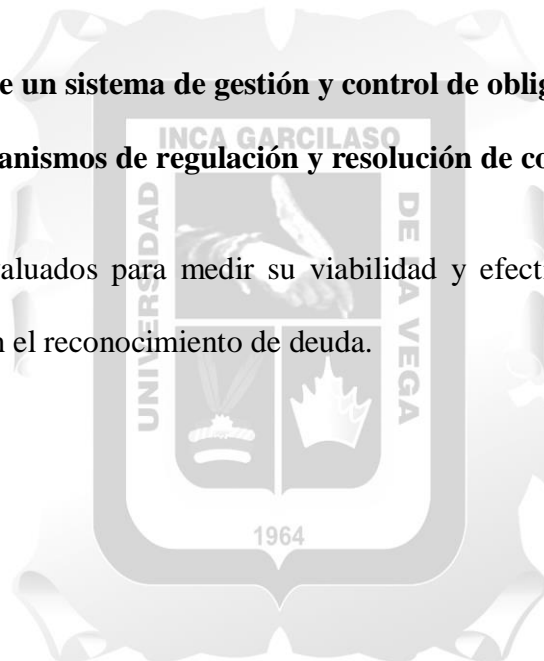 e un sistema de gestión y control de oblig
anismos de regulación y resolución de co
valuados para medir su viabilidad y efect
n el reconocimiento de deuda.
INCA GARCILASO
UNIVERSIDAD
DE LA VEGA
1964